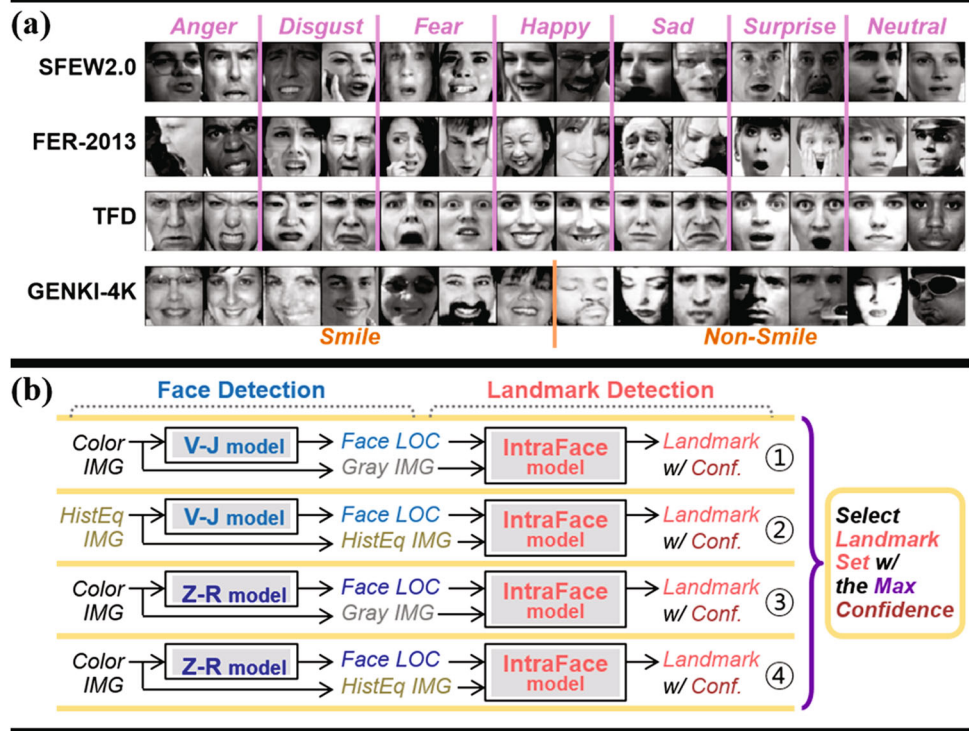 (a)
Anger Disgust Fear Happy Sad Surprise Neutral
SFEW2.0
FER-2013
TFD
GENKI-4K
Smile Non-Smile
(b)
Face Detection Landmark Detection
Color IMG V-J model Face LOC Gray IMG IntraFace model Landmark w/ Conf. ①
HistEq IMG V-J model Face LOC HistEq IMG IntraFace model Landmark w/ Conf. ②
Color IMG Z-R model Face LOC Gray IMG IntraFace model Landmark w/ Conf. ③
Color IMG Z-R model Face LOC HistEq IMG IntraFace model Landmark w/ Conf. ④
Select
Landmark
Set w/
the Max
Confidence